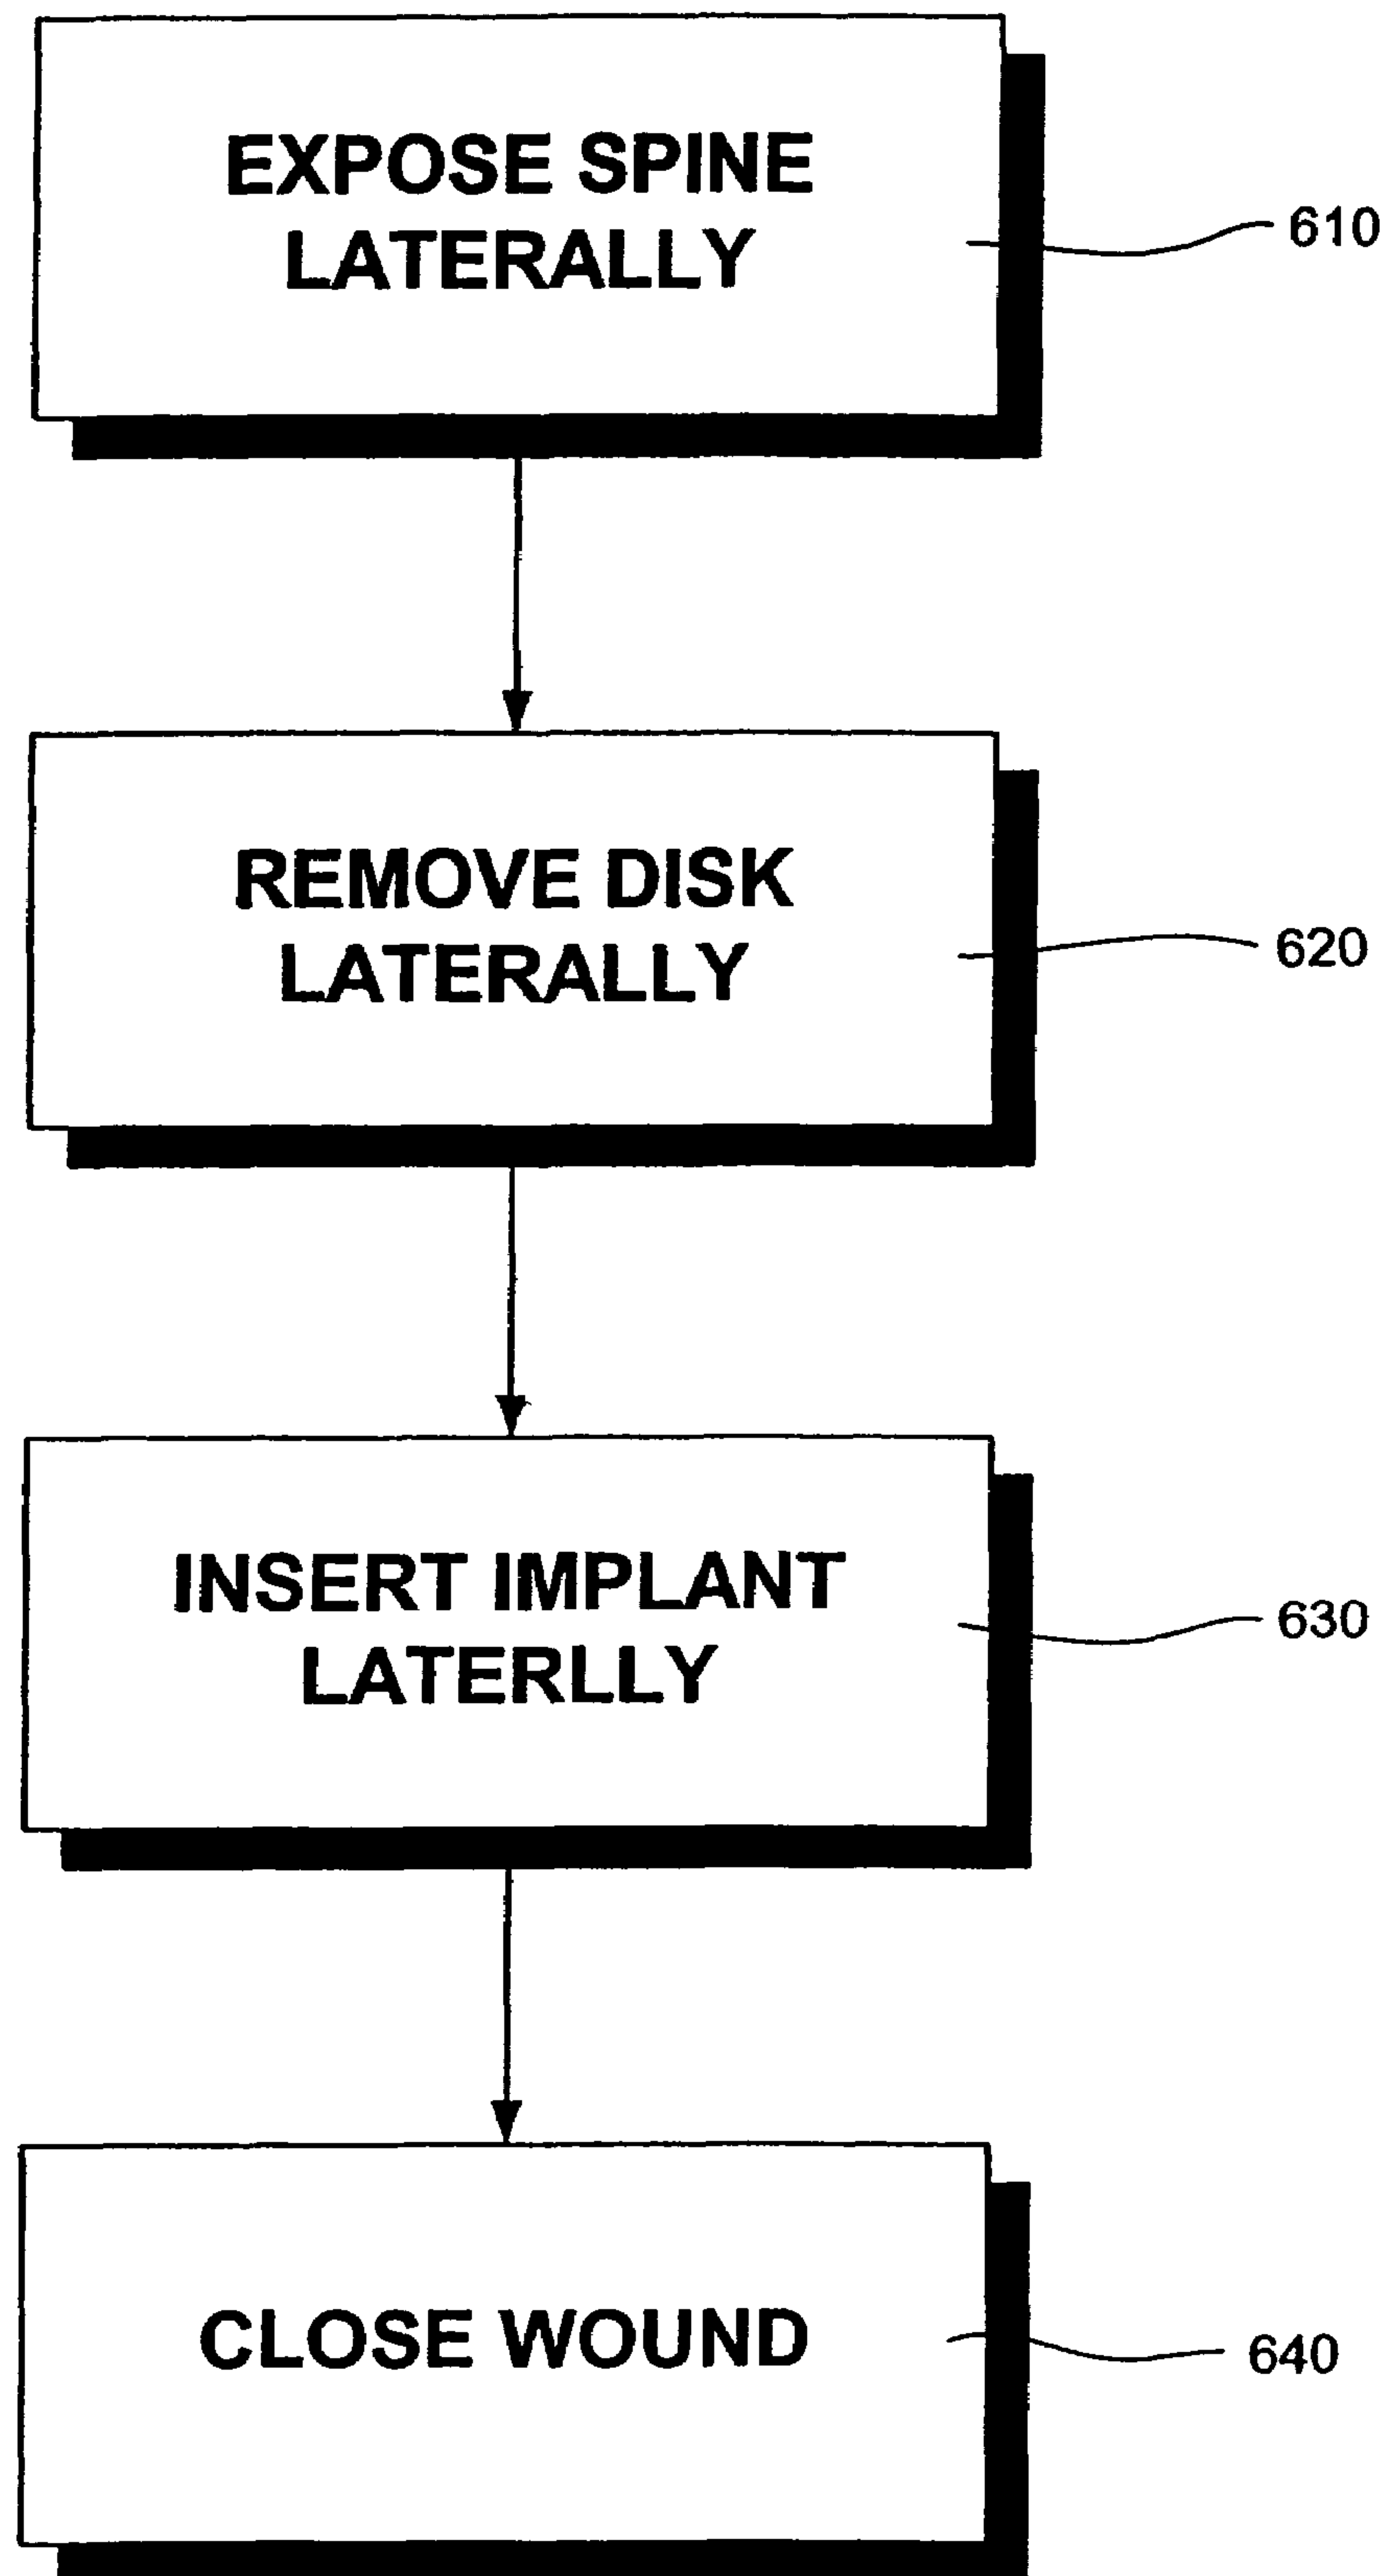 EXPOSE SPINE
LATERALLY
610
REMOVE DISK
LATERALLY
620
INSERT IMPLANT
LATERLLY
630
CLOSE WOUND
640